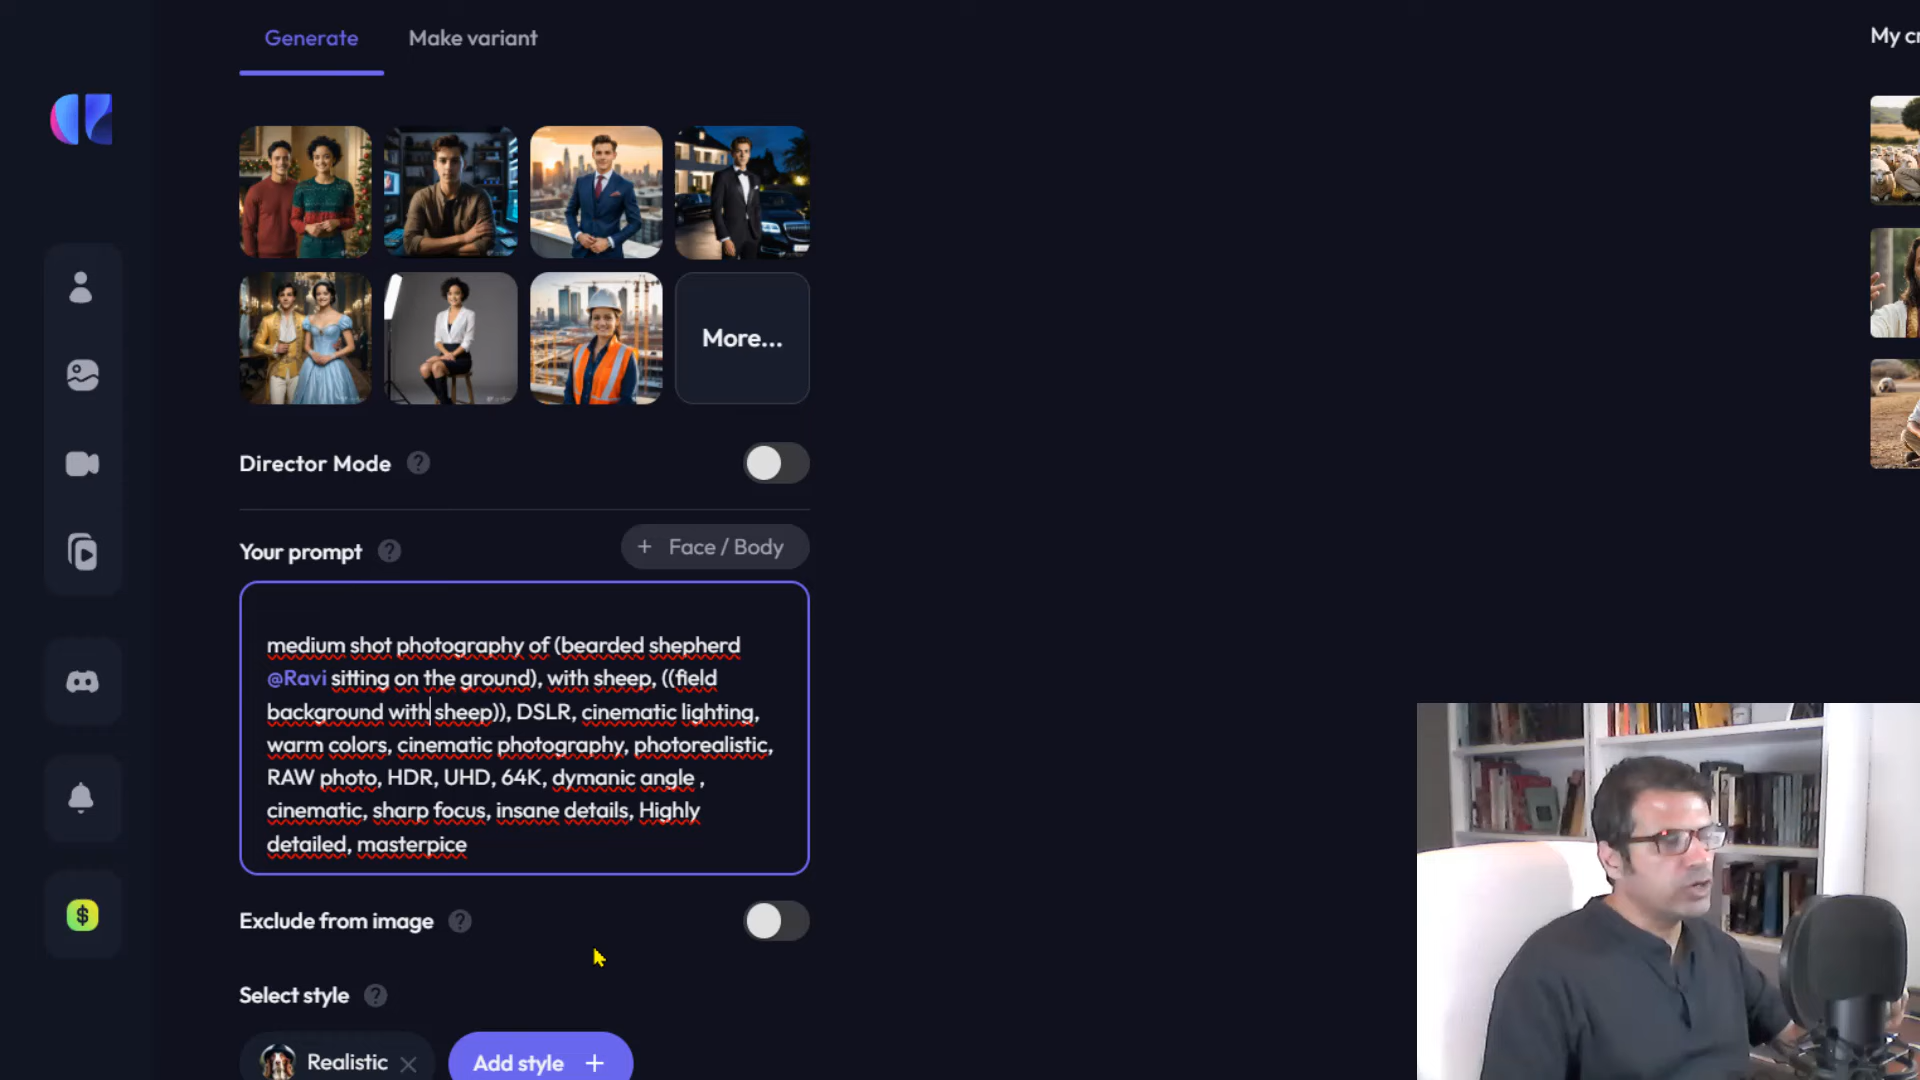 Generate Make variant
My cr
More...
Director Mode ?
Your prompt ?
+ Face / Body
medium shot photography of (bearded shepherd
@Ravi sitting on the ground), with sheep, ((field
background with sheep)), DSLR, cinematic lighting,
warm colors, cinematic photography, photorealistic,
RAW photo, HDR, UHD, 64K, dymanic angle ,
cinematic, sharp focus, insane details, Highly
detailed, masterpice
Exclude from image ?
$
Select style ?
Realistic ×
Add style +